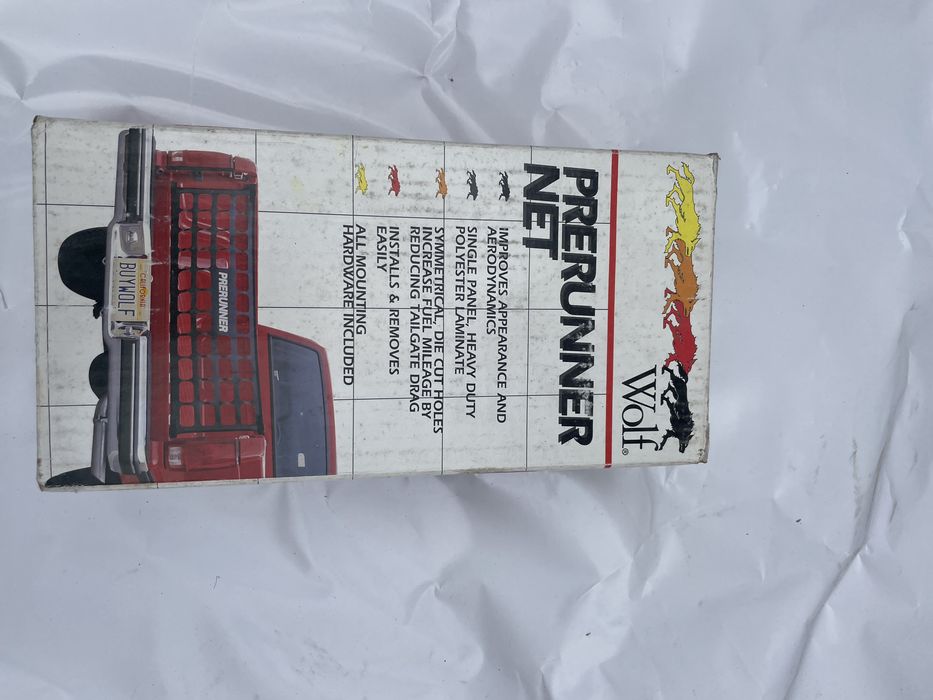 Wolf®
PRERUNNER
NET
IMPROVES APPEARANCE AND
AERODYNAMICS
SINGLE PANEL, HEAVY DUTY
POLYESTER LAMINATE
SYMMETRICAL, DIE CUT HOLES
INCREASE FUEL MILEAGE BY
REDUCING TAILGATE DRAG
INSTALLS & REMOVES
EASILY
ALL MOUNTING
HARDWARE INCLUDED
PRERUNNER
CALIFORNIA
BUYWOLF